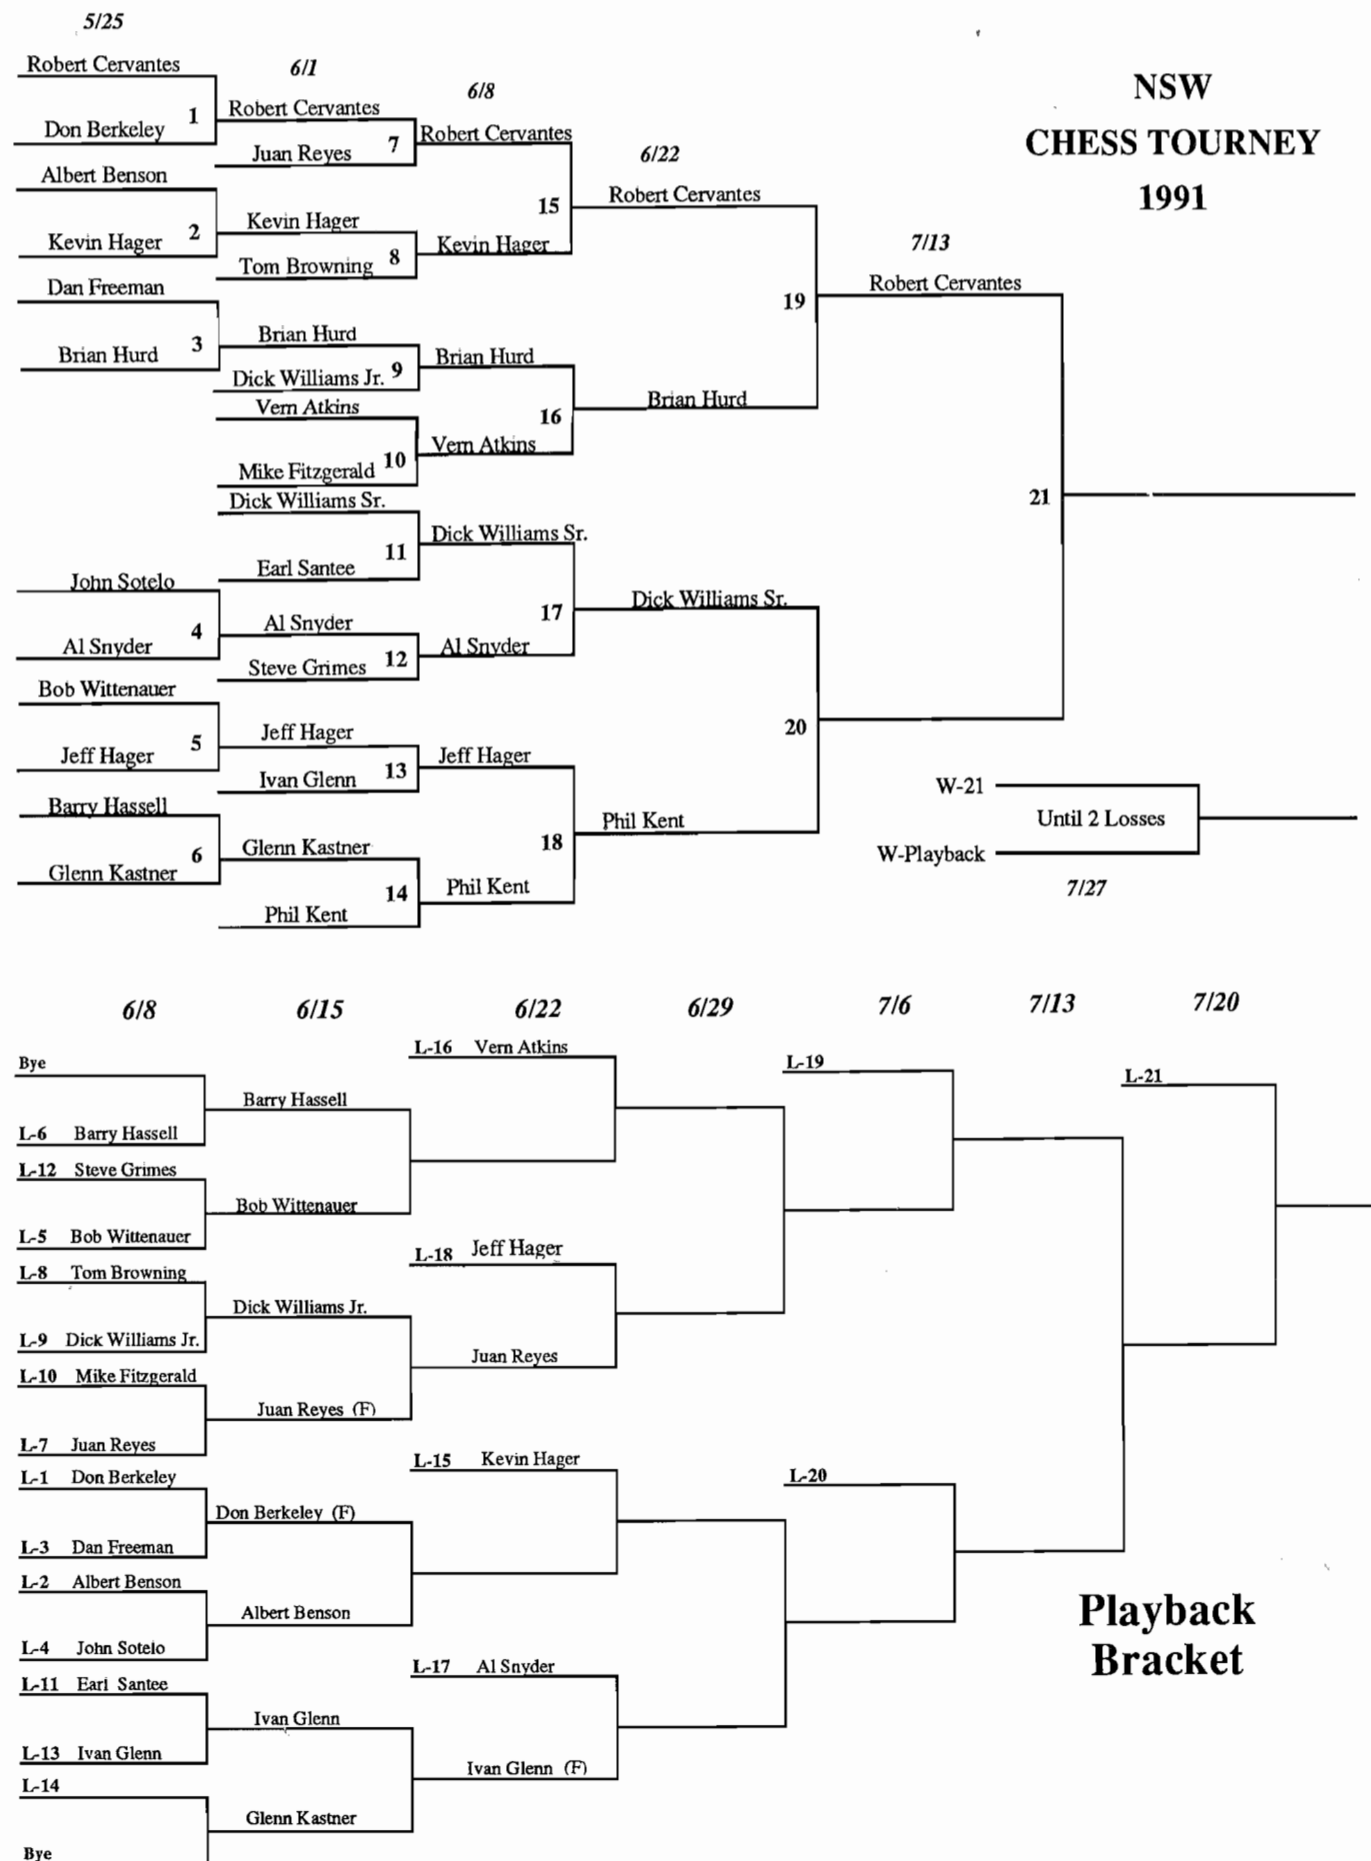 5/25
6/1
6/8
6/22
7/13
NSW
CHESS TOURNEY
1991
Robert Cervantes
Don Berkeley
1
Albert Benson
Kevin Hager
2
Dan Freeman
Brian Hurd
3
John Sotelo
Al Snyder
4
Bob Wittenauer
Jeff Hager
5
Barry Hassell
Glenn Kastner
6
Robert Cervantes
Juan Reyes
7
Kevin Hager
Tom Browning
8
Brian Hurd
Dick Williams Jr.
9
Vern Atkins
Mike Fitzgerald
10
Dick Williams Sr.
Earl Santee
11
Al Snyder
Steve Grimes
12
Jeff Hager
Ivan Glenn
13
Glenn Kastner
Phil Kent
14
Robert Cervantes
Kevin Hager
15
Brian Hurd
Vern Atkins
16
Dick Williams Sr.
Al Snyder
17
Jeff Hager
Phil Kent
18
Robert Cervantes
Brian Hurd
19
Dick Williams Sr.
Phil Kent
20
Robert Cervantes
21
W-21
Until 2 Losses
W-Playback
7/27
6/8
6/15
6/22
6/29
7/6
7/13
7/20
Bye
L-6 Barry Hassell
L-12 Steve Grimes
L-5 Bob Wittenauer
L-8 Tom Browning
L-9 Dick Williams Jr.
L-10 Mike Fitzgerald
L-7 Juan Reyes
L-1 Don Berkeley
L-3 Dan Freeman
L-2 Albert Benson
L-4 John Sotelo
L-11 Earl Santee
L-13 Ivan Glenn
L-14
Bye
Barry Hassell
Bob Wittenauer
Dick Williams Jr.
Juan Reyes (F)
Don Berkeley (F)
Albert Benson
Ivan Glenn
Glenn Kastner
L-16 Vern Atkins
L-18 Jeff Hager
Juan Reyes
L-15 Kevin Hager
L-17 Al Snyder
Ivan Glenn (F)
L-19
L-20
L-21
Playback
Bracket